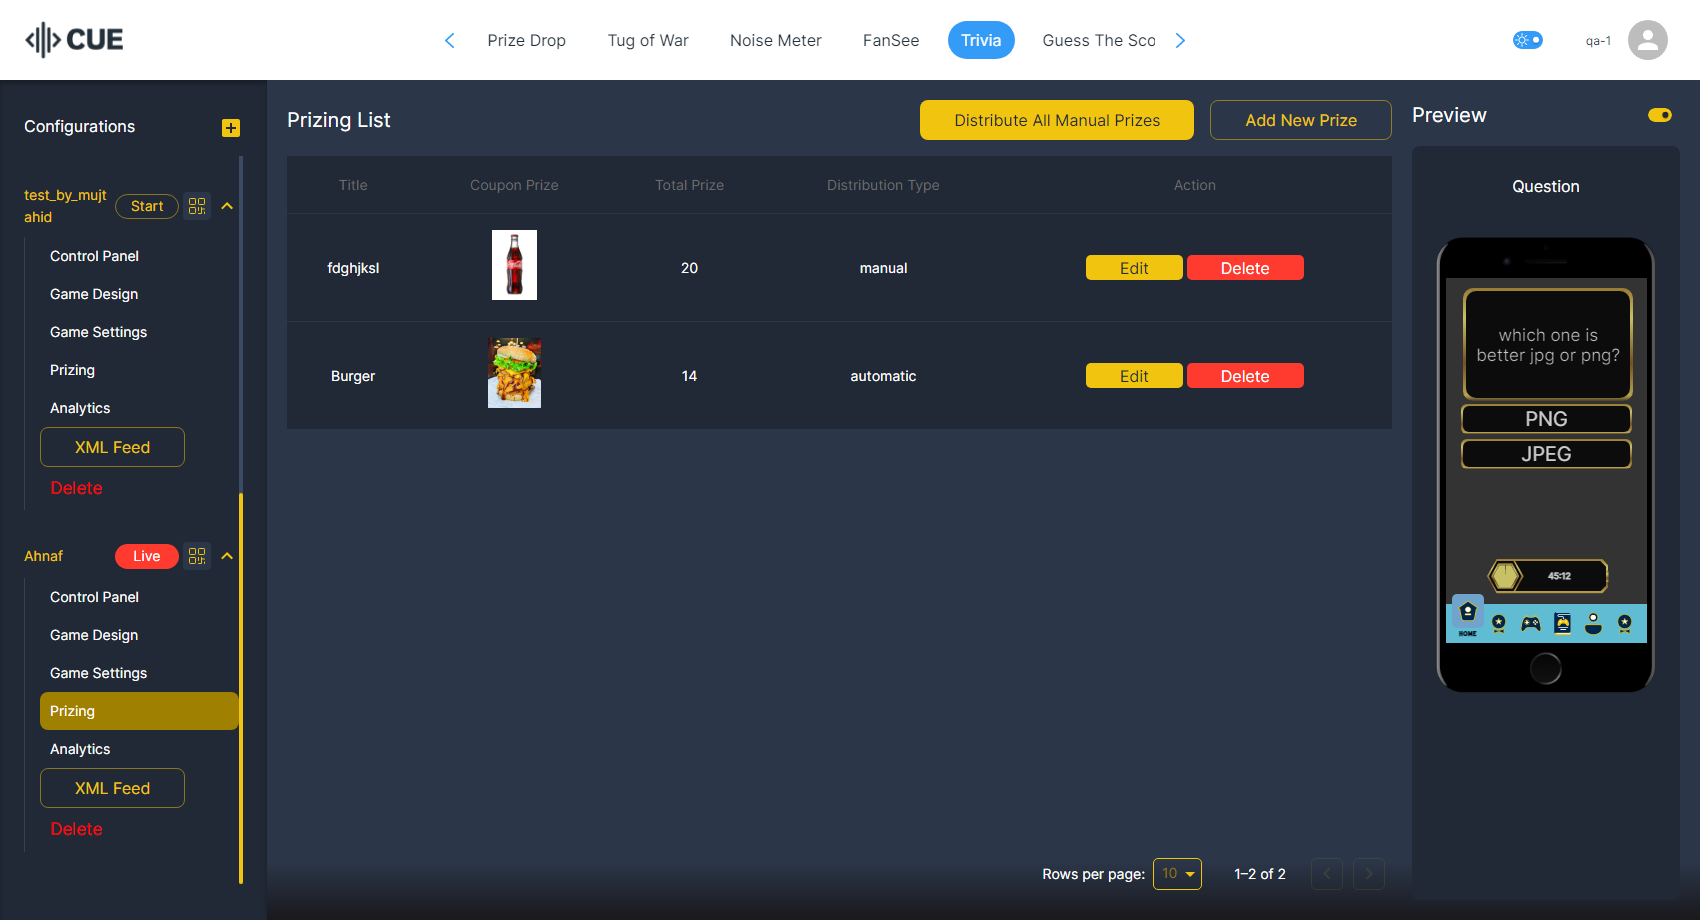 CUE
Prize Drop
Tug of War
Noise Meter
FanSee
Trivia
Guess The Sco
qa-1
Configurations
test_by_mujt
ahid
Start
Control Panel
Game Design
Game Settings
Prizing
Analytics
XML Feed
Delete
Ahnaf
Live
Control Panel
Game Design
Game Settings
Prizing
Analytics
XML Feed
Delete
Prizing List
Distribute All Manual Prizes
Add New Prize
Title
Coupon Prize
Total Prize
Distribution Type
Action
fdghjksl
20
manual
Edit
Delete
Burger
14
automatic
Edit
Delete
Rows per page:
10
1–2 of 2
Preview
Question
which one is
better jpg or png?
PNG
JPEG
45:12
HOME